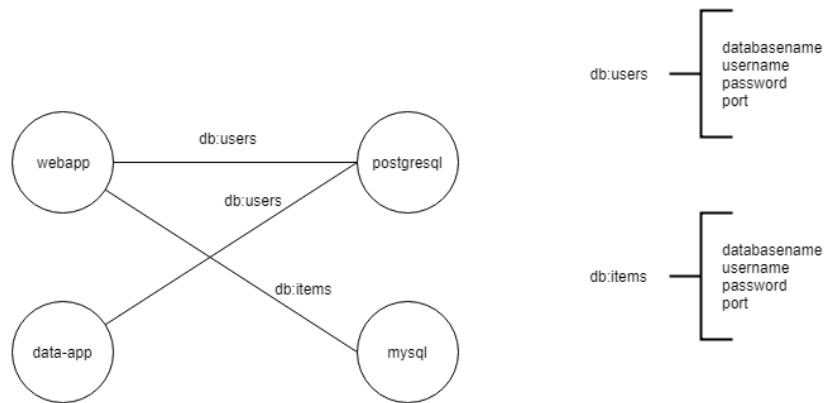 db:users
databasename
username
password
port
webapp
db:users
postgresql
db:users
db:items
databasename
username
password
port
db:items
data-app
mysql